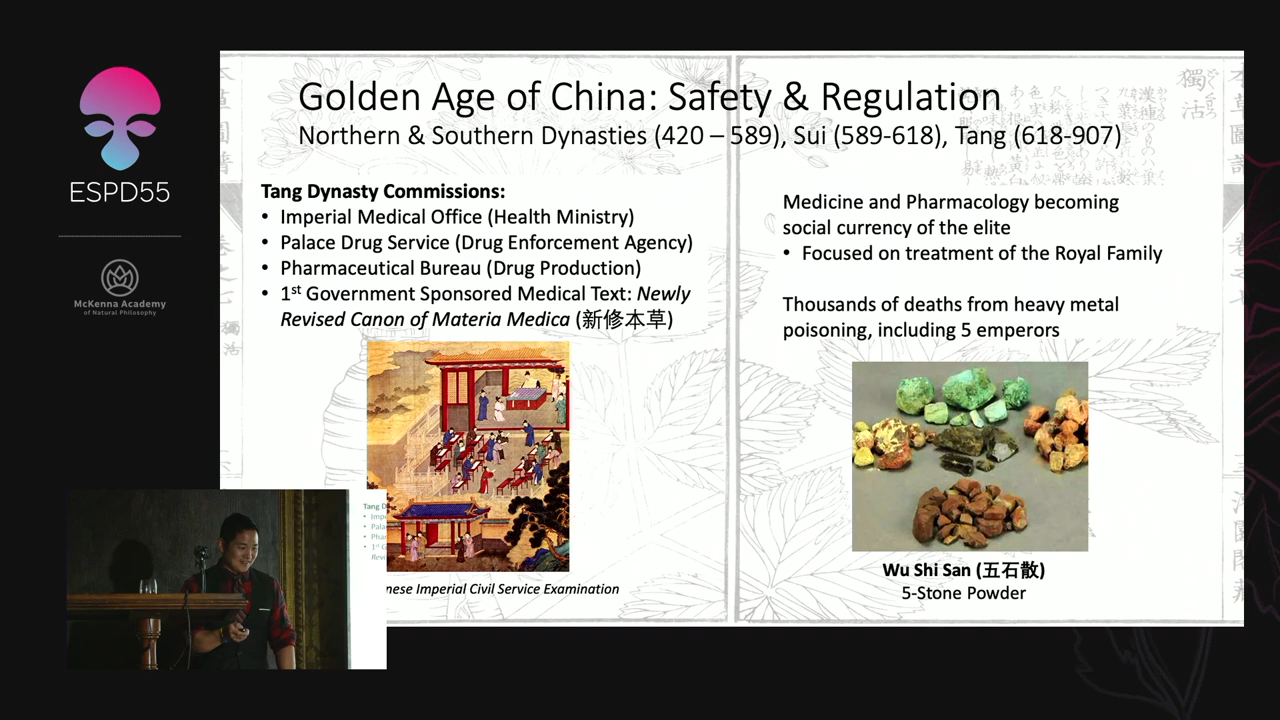 Golden Age of China: Safety & Regulation
Northern & Southern Dynasties (420 – 589), Sui (589-618), Tang (618-907)
ESPD55
McKenna Academy
of Natural Philosophy
Tang Dynasty Commissions:
• Imperial Medical Office (Health Ministry)
• Palace Drug Service (Drug Enforcement Agency)
• Pharmaceutical Bureau (Drug Production)
• 1st Government Sponsored Medical Text: Newly
Revised Canon of Materia Medica (新修本草)
nese Imperial Civil Service Examination
Medicine and Pharmacology becoming
social currency of the elite
• Focused on treatment of the Royal Family
Thousands of deaths from heavy metal
poisoning, including 5 emperors
Wu Shi San (五石散)
5-Stone Powder
獨活